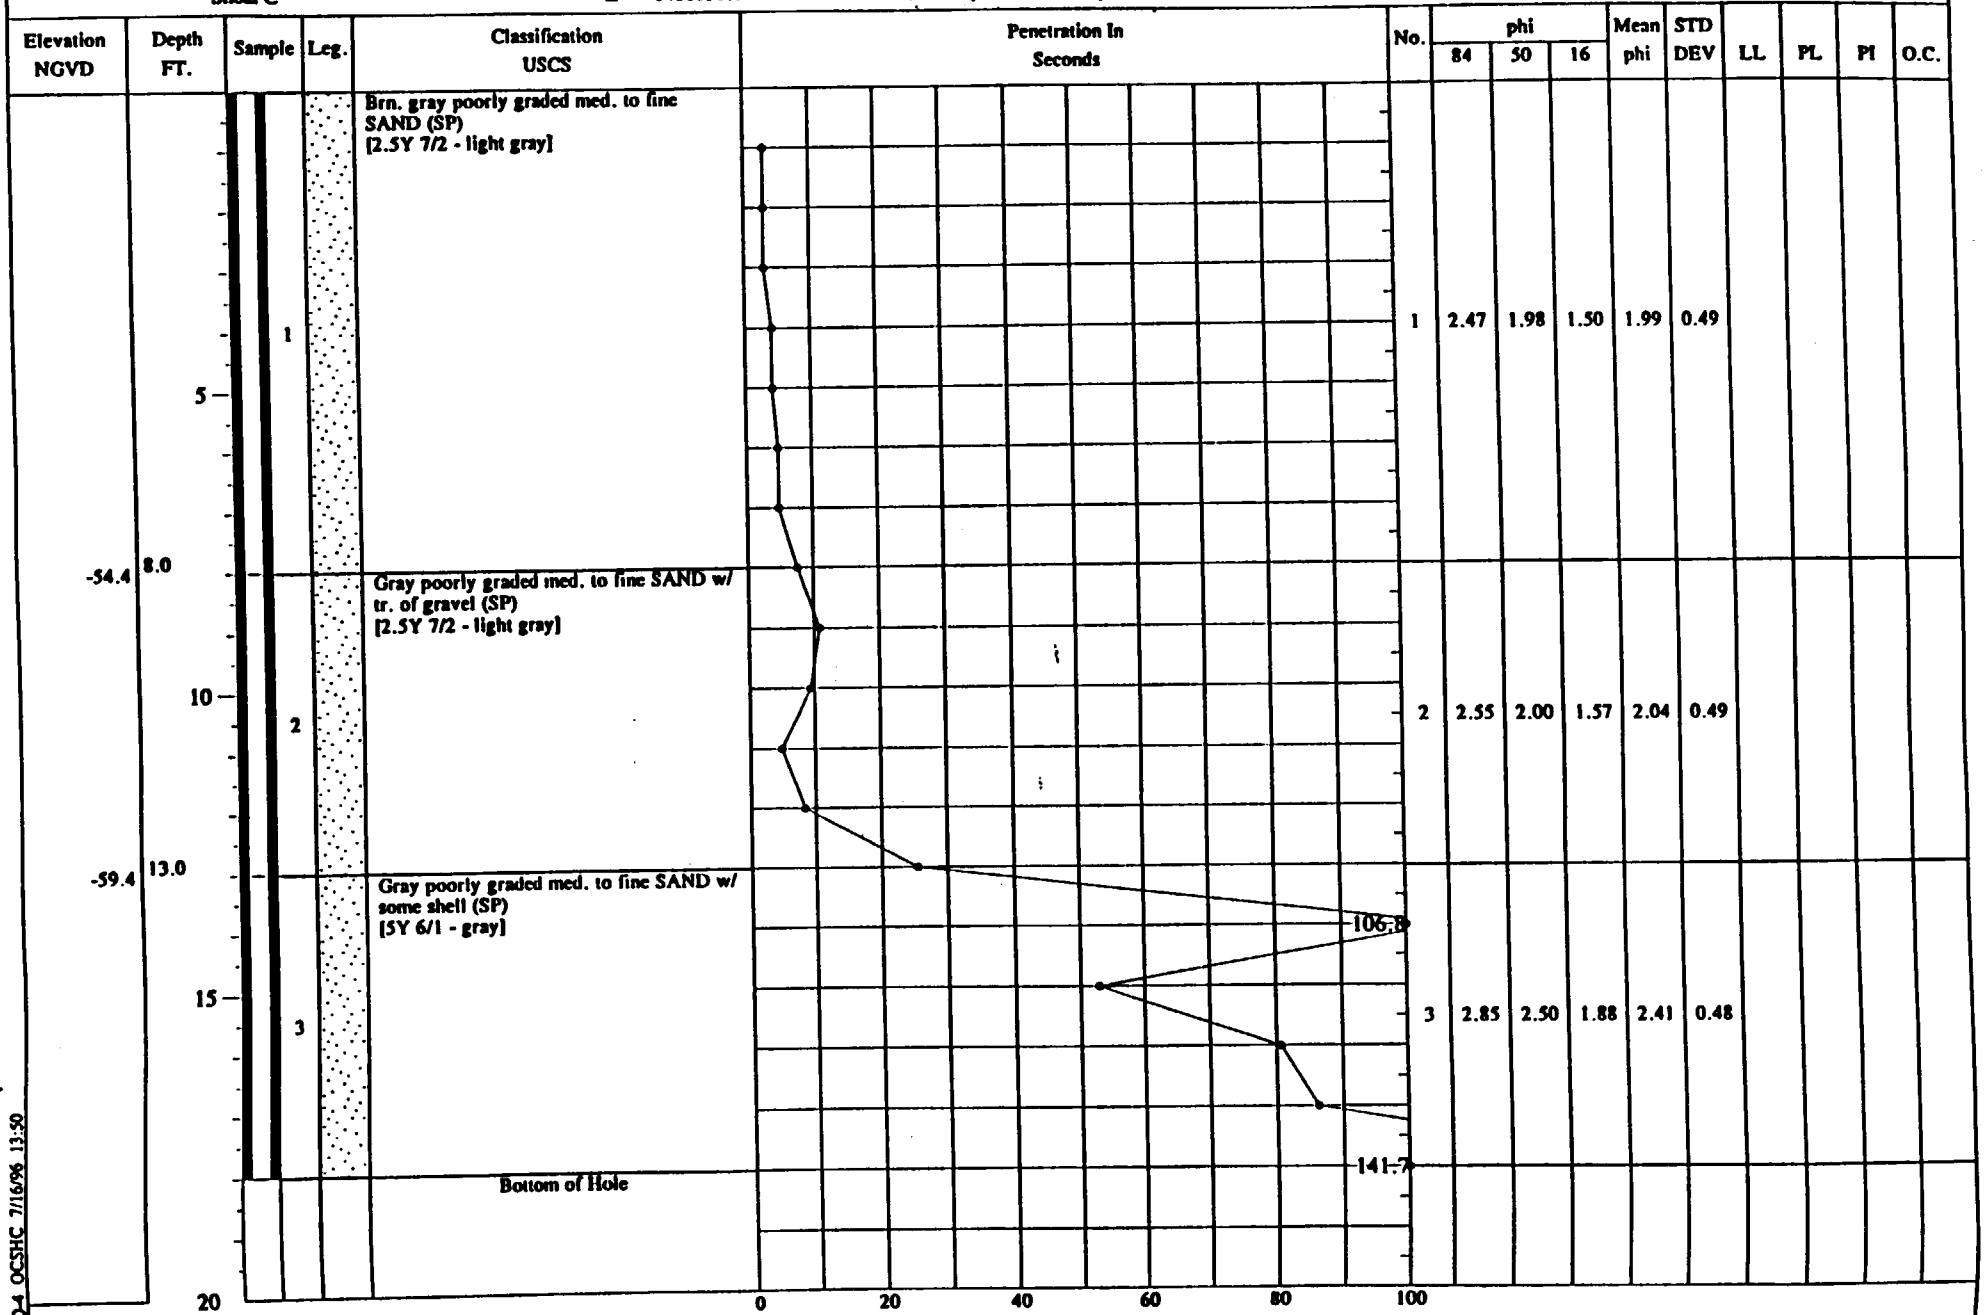 Elevation
NGVD
Depth
FT.
Sample
Leg.
Classification
USCS
Penetration In
Seconds
No.
phi
84
50
16
Mean
phi
STD
DEV
LL
PL
PI
O.C.
Brn. gray poorly graded med. to fine
SAND (SP)
[2.5Y 7/2 - light gray]
1
1
2.47
1.98
1.50
1.99
0.49
5
-54.4
8.0
Gray poorly graded med. to fine SAND w/
tr. of gravel (SP)
[2.5Y 7/2 - light gray]
10
2
2
2.55
2.00
1.57
2.04
0.49
-59.4
13.0
Gray poorly graded med. to fine SAND w/
some shell (SP)
[5Y 6/1 - gray]
106.8
15
3
3
2.85
2.50
1.88
2.41
0.48
141.7
Bottom of Hole
20
0
20
40
60
80
100
OCSHC 7/16/96 13:50